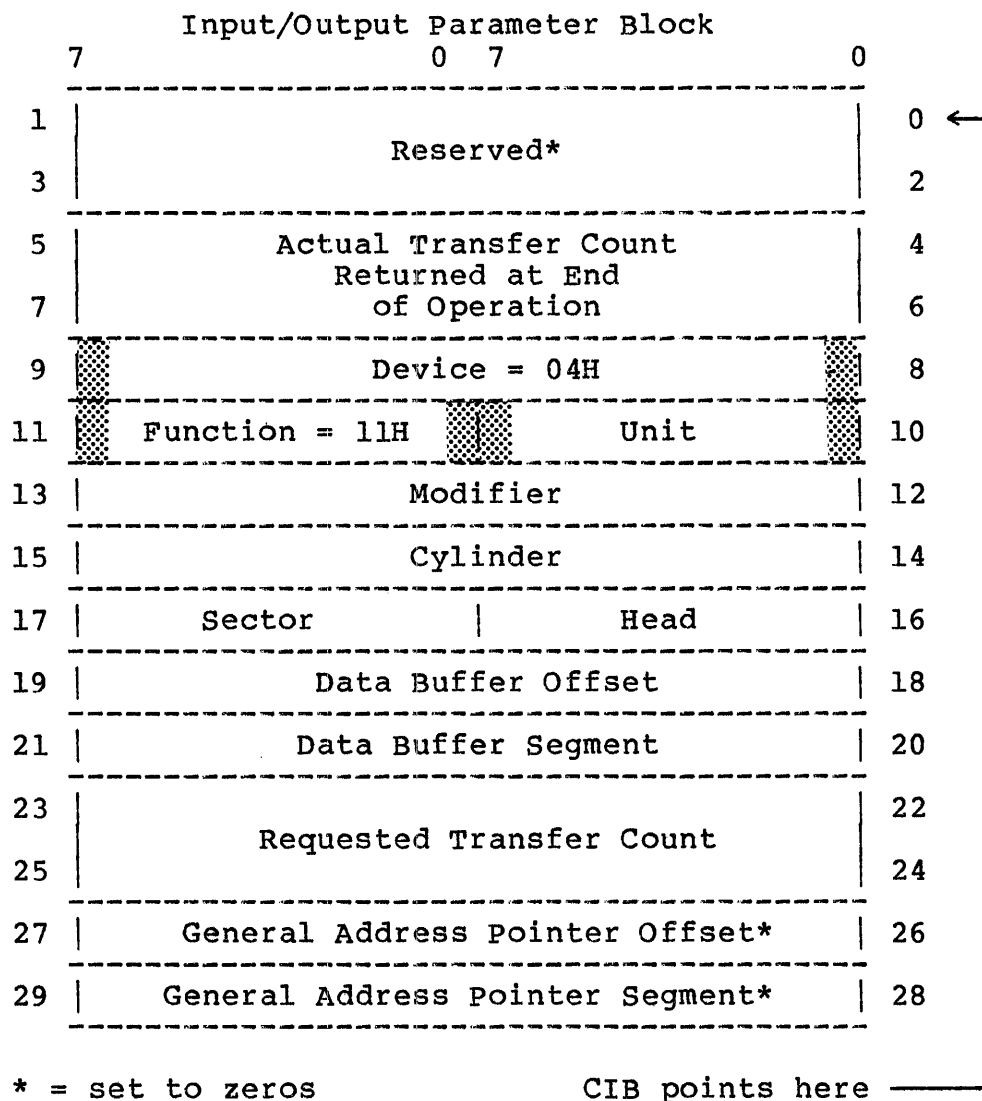 Input/Output Parameter Block
7 0 7 0
1 0
Reserved*
3 2
5 Actual Transfer Count 4
Returned at End
7 of Operation 6
9 Device = 04H 8
11 Function = 11H Unit 10
13 Modifier 12
15 Cylinder 14
17 Sector Head 16
19 Data Buffer Offset 18
21 Data Buffer Segment 20
23 22
Requested Transfer Count
25 24
27 General Address Pointer Offset* 26
29 General Address Pointer Segment* 28
* = set to zeros CIB points here